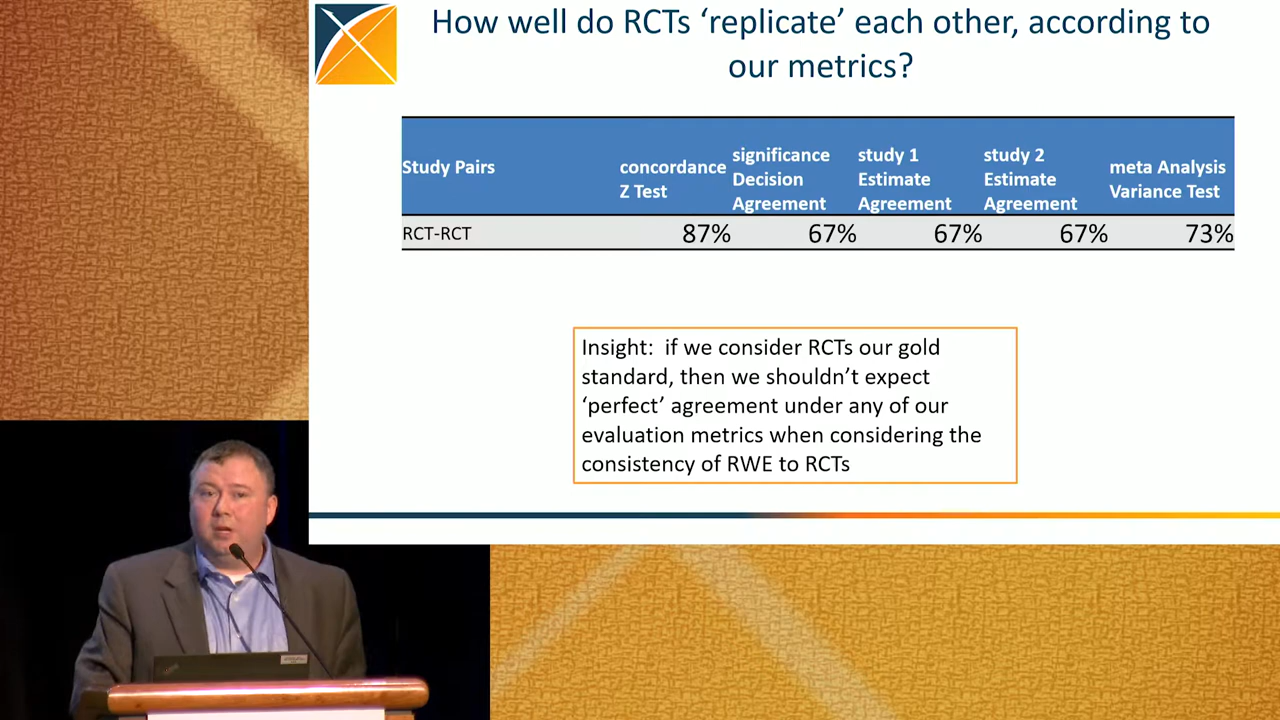 How well do RCTs ‘replicate’ each other, according to
our metrics?
Study Pairs
concordance
Z Test
significance
Decision
Agreement
study 1
Estimate
Agreement
study 2
Estimate
Agreement
meta Analysis
Variance Test
RCT-RCT 87% 67% 67% 67% 73%
Insight: if we consider RCTs our gold
standard, then we shouldn’t expect
‘perfect’ agreement under any of our
evaluation metrics when considering the
consistency of RWE to RCTs